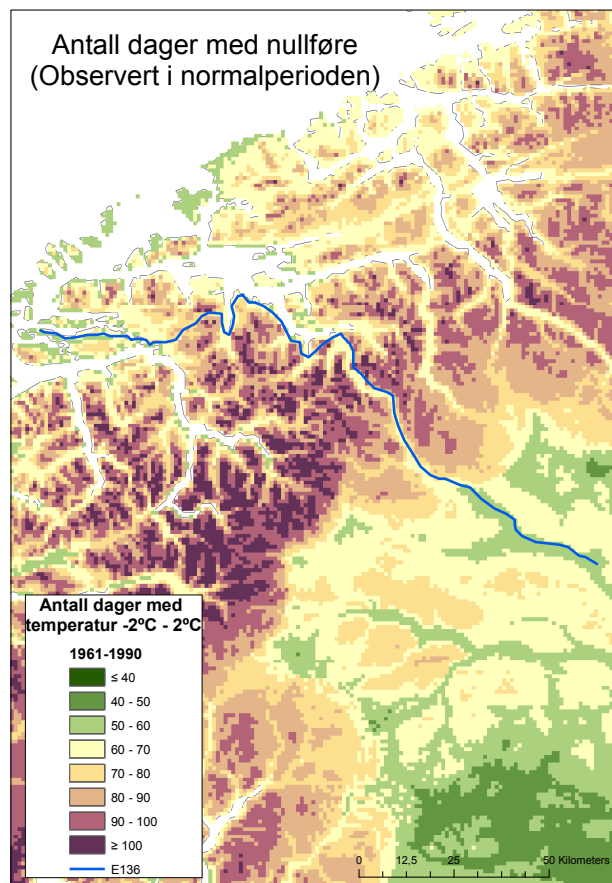 Antall dager med nullføre
(Observert i normalperioden)
Antall dager med
temperatur -2ºC - 2ºC
1961-1990
≤ 40
40 - 50
50 - 60
60 - 70
70 - 80
80 - 90
90 - 100
≥ 100
E136
0 12,5 25 50 Kilometers